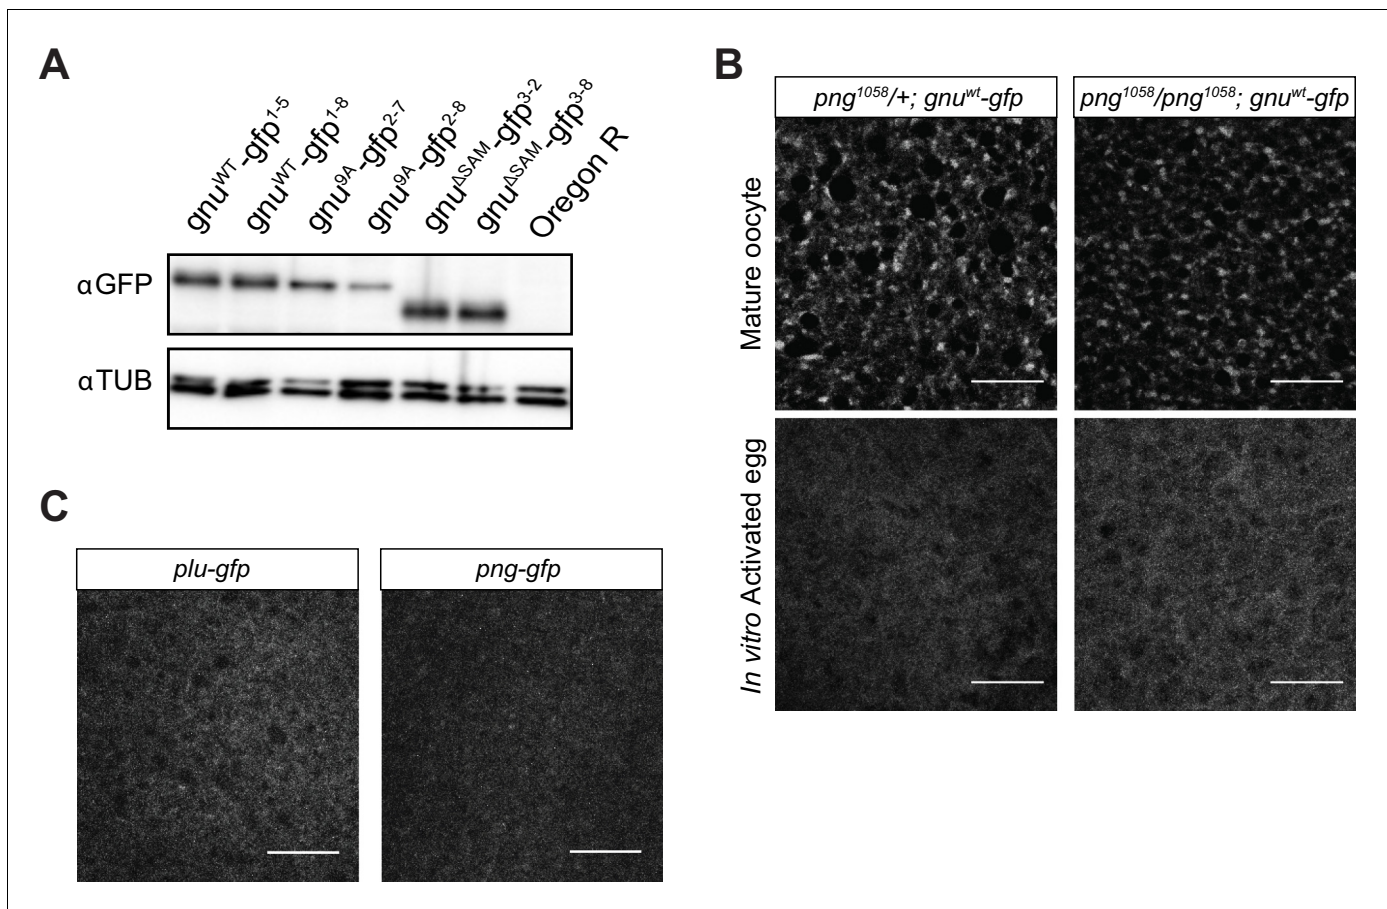 A
gnuWT-gfp1-5
gnuWT-gfp1-8
gnu9A-gfp2-7
gnu9A-gfp2-8
gnuΔSAM-gfp3-2
gnuΔSAM-gfp3-8
Oregon R
αGFP
αTUB
B
png1058/+; gnuwt-gfp
png1058/png1058; gnuwt-gfp
Mature oocyte
In vitro Activated egg
C
plu-gfp
png-gfp